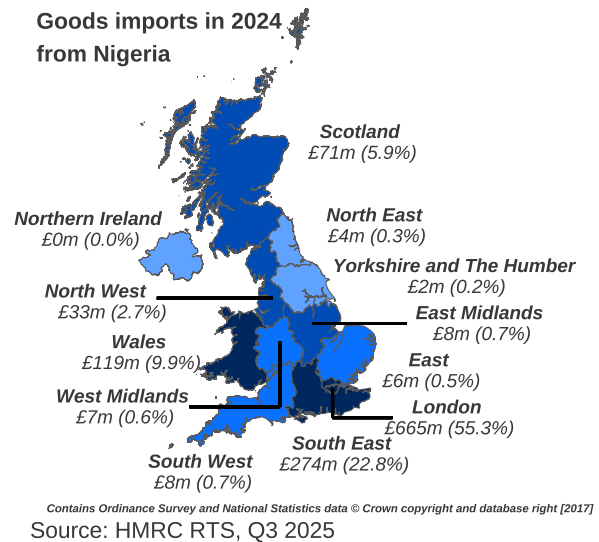 Goods imports in 2024
from Nigeria
Scotland
£71m (5.9%)
Northern Ireland
£0m (0.0%)
North East
£4m (0.3%)
Yorkshire and The Humber
£2m (0.2%)
North West
£33m (2.7%)
East Midlands
£8m (0.7%)
Wales
£119m (9.9%)
East
£6m (0.5%)
West Midlands
£7m (0.6%)
London
£665m (55.3%)
South East
£274m (22.8%)
South West
£8m (0.7%)
Contains Ordinance Survey and National Statistics data © Crown copyright and database right [2017]
Source: HMRC RTS, Q3 2025